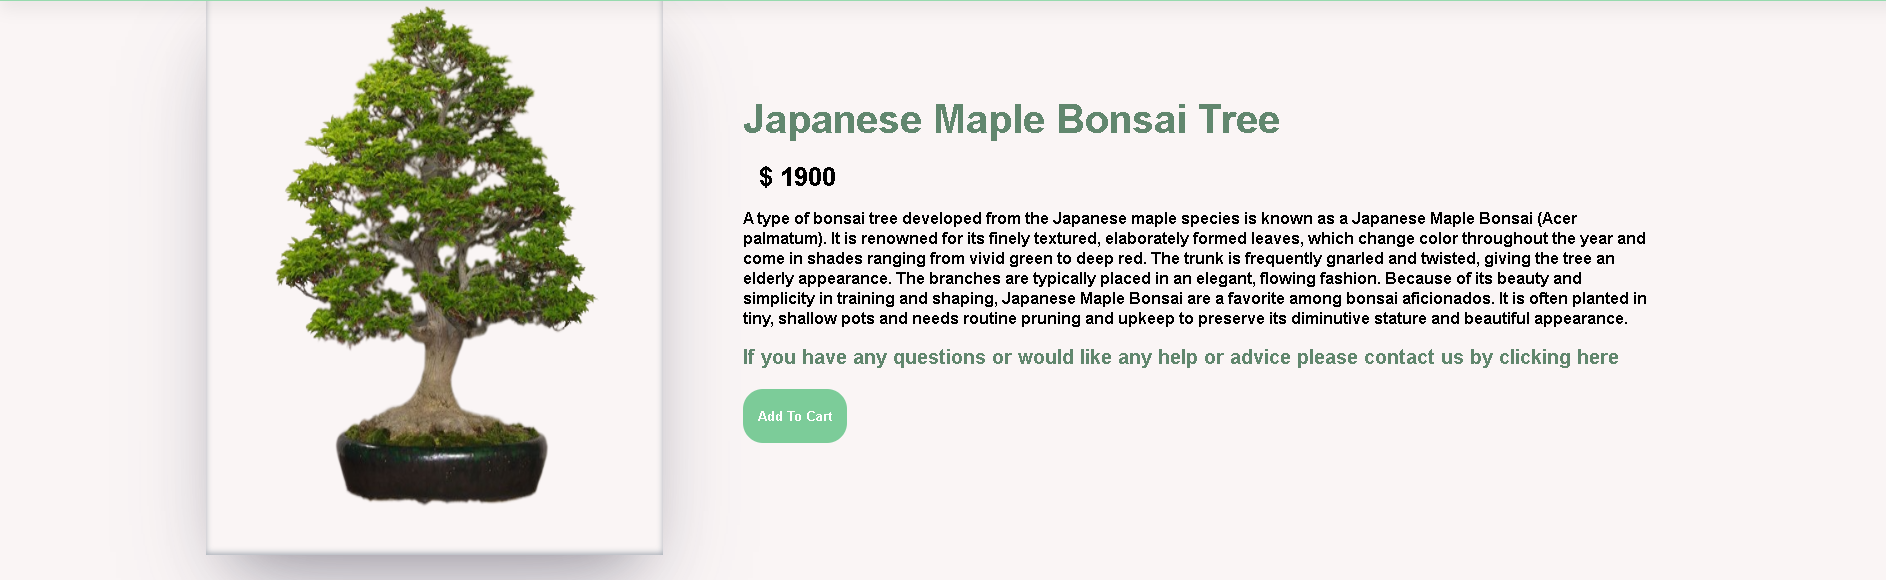 Japanese Maple Bonsai Tree
$ 1900
A type of bonsai tree developed from the Japanese maple species is known as a Japanese Maple Bonsai (Acer
palmatum). It is renowned for its finely textured, elaborately formed leaves, which change color throughout the year and
come in shades ranging from vivid green to deep red. The trunk is frequently gnarled and twisted, giving the tree an
elderly appearance. The branches are typically placed in an elegant, flowing fashion. Because of its beauty and
simplicity in training and shaping, Japanese Maple Bonsai are a favorite among bonsai aficionados. It is often planted in
tiny, shallow pots and needs routine pruning and upkeep to preserve its diminutive stature and beautiful appearance.
If you have any questions or would like any help or advice please contact us by clicking here
Add To Cart